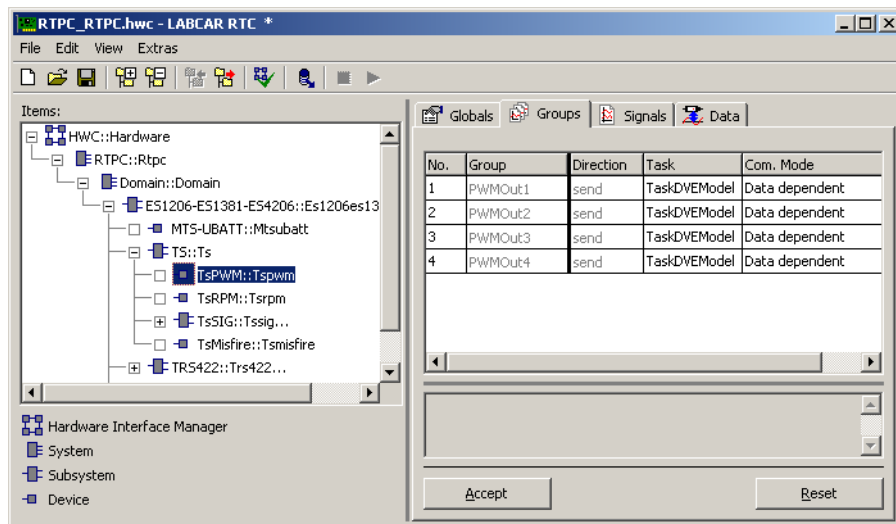 RTPC_RTPC.hwc - LABCAR RTC *
File Edit View Extras
Items:
HWC::Hardware
RTPC::Rtpc
Domain::Domain
ES1206-ES1381-ES4206::Es1206es13
MTS-UBATT::Mtsubatt
TS::Ts
TsPWM::Tspwm
TsRPM::Tsrpm
TsSIG::Tssig...
TsMisfire::Tsmisfire
TRS422::Trs422...
Hardware Interface Manager
System
Subsystem
Device
Globals Groups Signals Data
No. Group Direction Task Com. Mode
1 PWMOut1 send TaskDVEModel Data dependent
2 PWMOut2 send TaskDVEModel Data dependent
3 PWMOut3 send TaskDVEModel Data dependent
4 PWMOut4 send TaskDVEModel Data dependent
Accept Reset